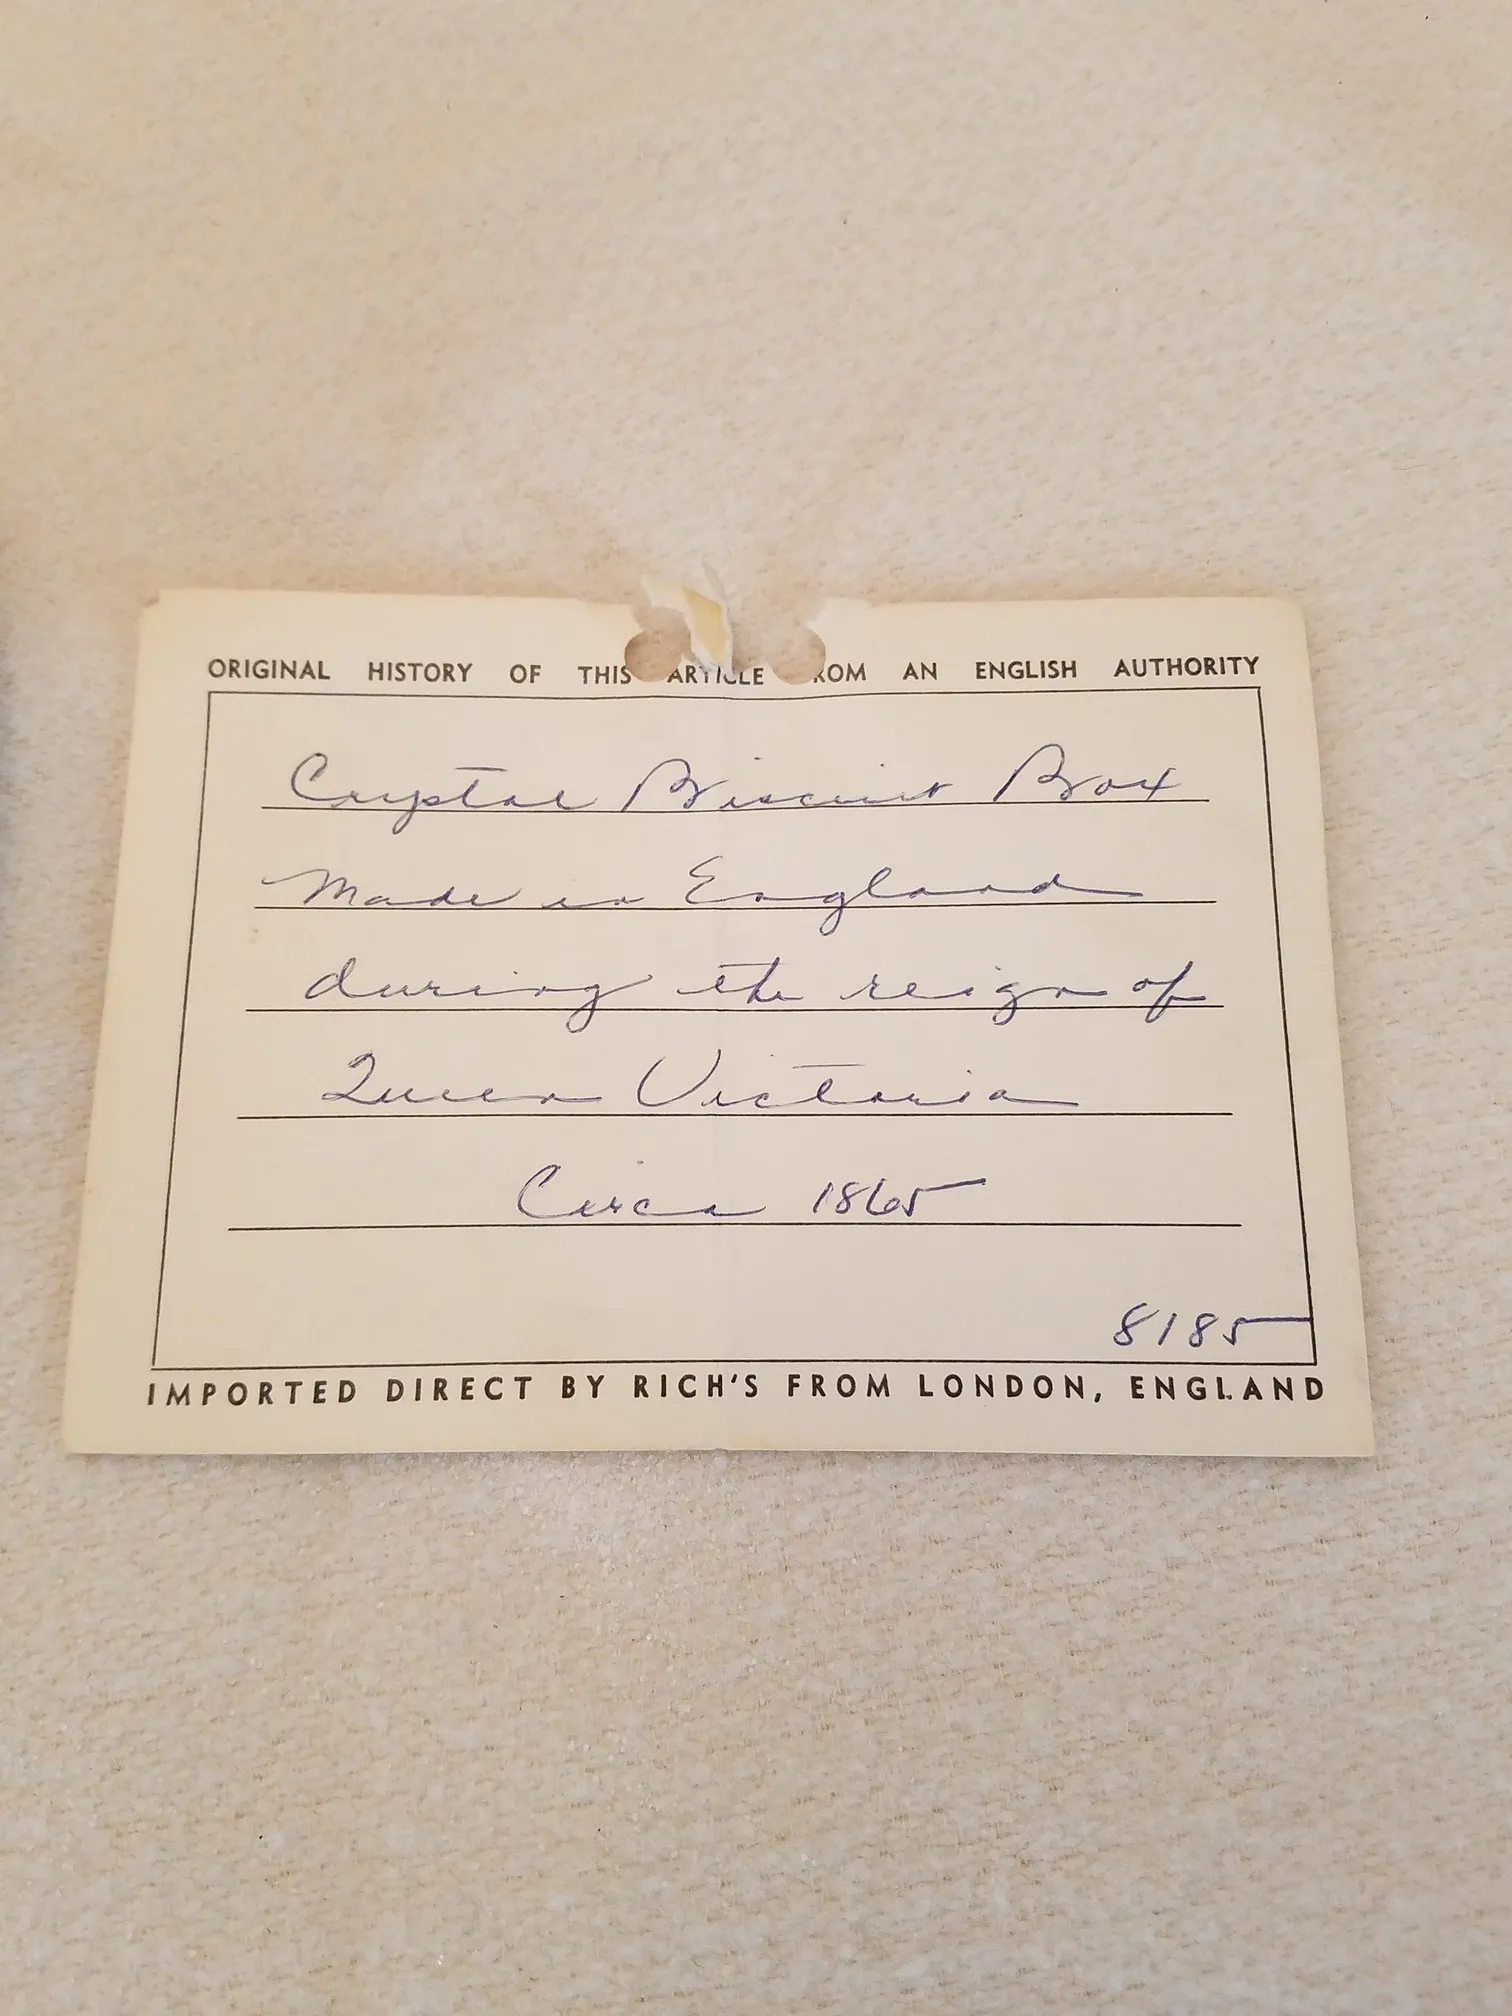 ORIGINAL HISTORY OF THIS ARTICLE FROM AN ENGLISH AUTHORITY
Crystal Biscuit Box
Made in England
during the reign of
Queen Victoria
Circa 1865
8185
IMPORTED DIRECT BY RICH'S FROM LONDON, ENGLAND